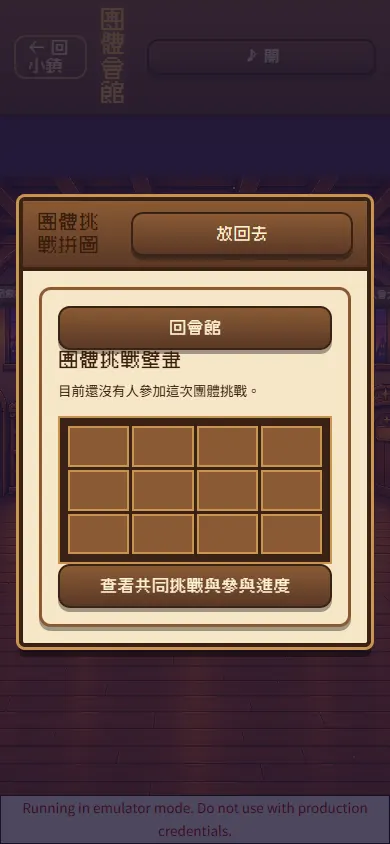 ← 回
小鎮
團體會館
♪ 關
團體挑
戰拼圖
放回去
回會館
團體挑戰壁畫
目前還沒有人參加這次團體挑戰。
查看共同挑戰與參與進度
Running in emulator mode. Do not use with production
credentials.